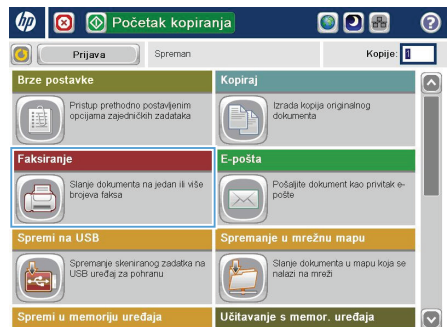 hp
Početak kopiranja
?
Prijava
Spreman
Kopije: 1
Brze postavke
Pristup prethodno postavljenim
opcijama zajedničkih zadataka
Kopiraj
Izrada kopija originalnog
dokumenta
Faksiranje
Slanje dokumenta na jedan ili više
brojeva faksa
E-pošta
Pošaljite dokument kao privitak e-
pošte
Spremi na USB
Spremanje skeniranog zadatka na
USB uređaj za pohranu
Spremanje u mrežnu mapu
Slanje dokumenta u mapu koja se
nalazi na mreži
Spremi u memoriju uređaja
Učitavanje s memor. uređaja